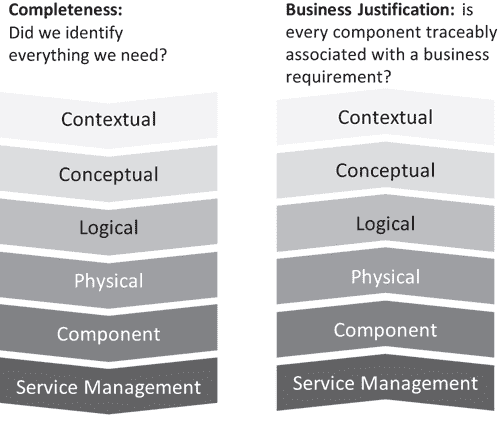 Completeness:
Did we identify
everything we need?
Contextual
Conceptual
Logical
Physical
Component
Service Management
Business Justification: is
every component traceably
associated with a business
requirement?
Contextual
Conceptual
Logical
Physical
Component
Service Management